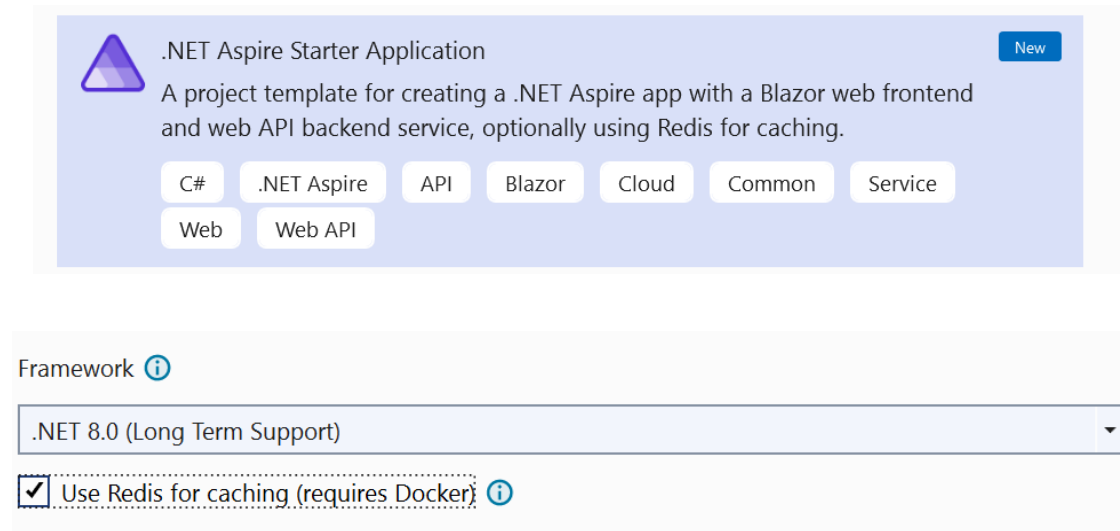 .NET Aspire Starter Application
New
A project template for creating a .NET Aspire app with a Blazor web frontend
and web API backend service, optionally using Redis for caching.
C# .NET Aspire API Blazor Cloud Common Service
Web Web API
Framework
.NET 8.0 (Long Term Support)
Use Redis for caching (requires Docker)